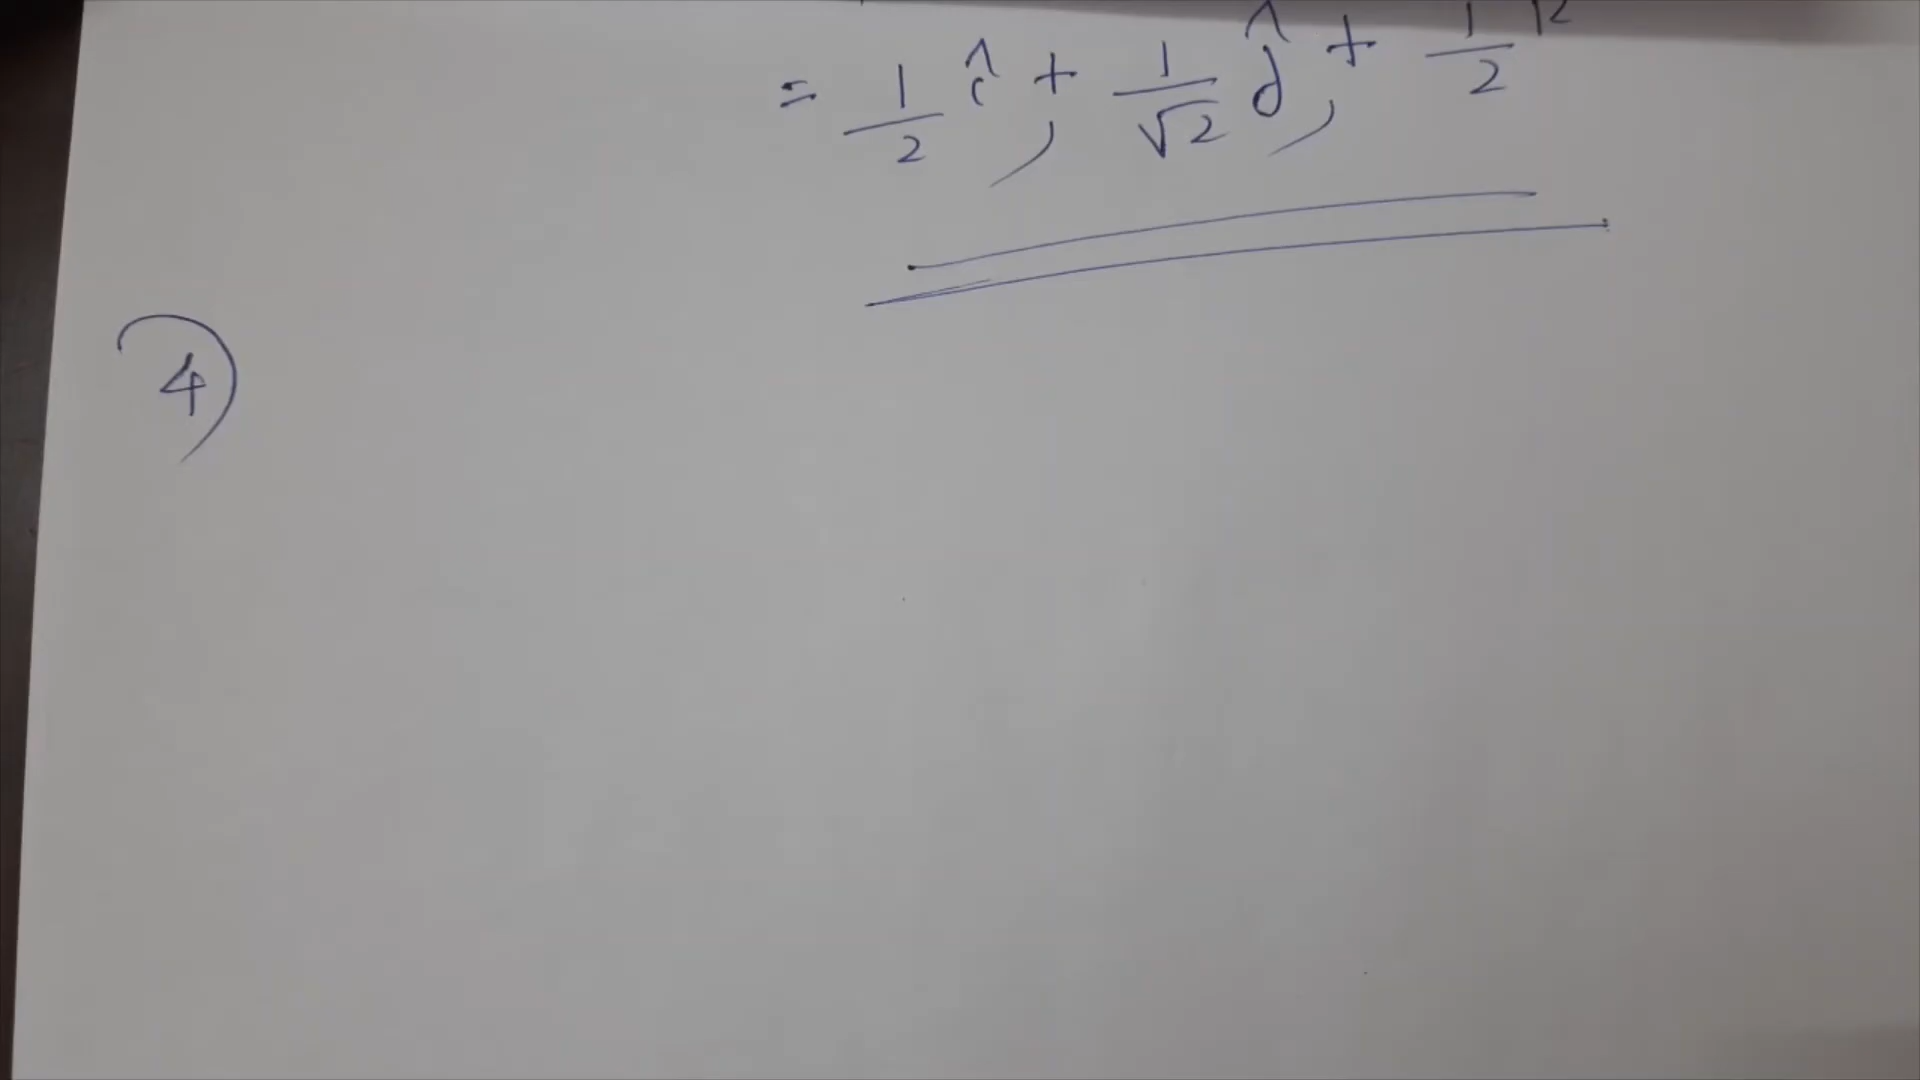 = 1/2 î, + 1/√2 ĵ, + 1/2 k
4)